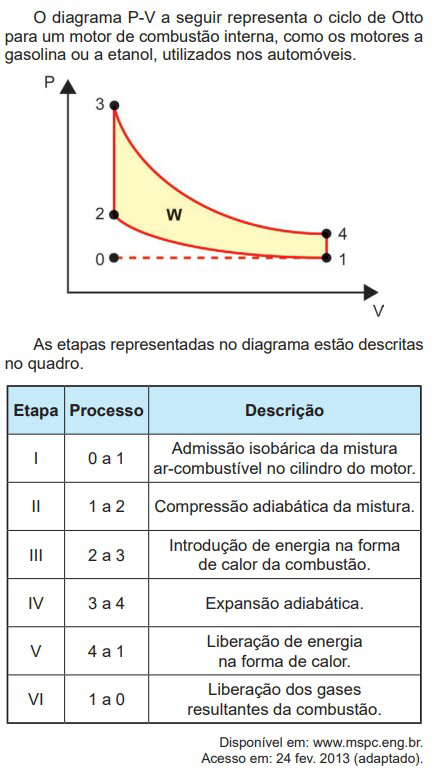 O diagrama P-V a seguir representa o ciclo de Otto
para um motor de combustão interna, como os motores a
gasolina ou a etanol, utilizados nos automóveis.
P
3
2
W
4
0
1
V
As etapas representadas no diagrama estão descritas
no quadro.
Etapa Processo Descrição
I 0 a 1 Admissão isobárica da mistura
ar-combustível no cilindro do motor.
II 1 a 2 Compressão adiabática da mistura.
III 2 a 3 Introdução de energia na forma
de calor da combustão.
IV 3 a 4 Expansão adiabática.
V 4 a 1 Liberação de energia
na forma de calor.
VI 1 a 0 Liberação dos gases
resultantes da combustão.
Disponível em: www.mspc.eng.br.
Acesso em: 24 fev. 2013 (adaptado).